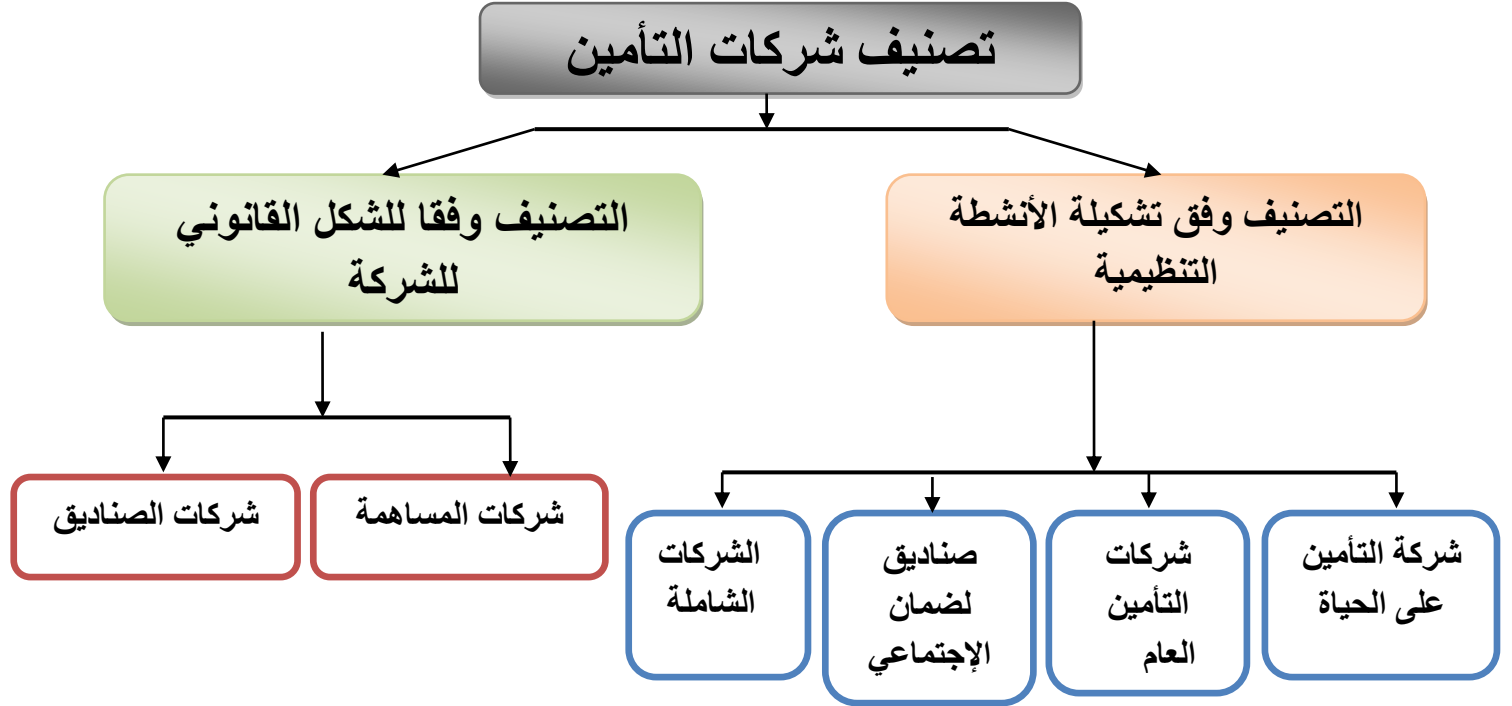 تصنيف شركات التأمين
التصنيف وفق تشكيلة الأنشطة
التنظيمية
التصنيف وفقا للشكل القانوني
للشركة
شركة التأمين
على الحياة
شركات
التأمين
العام
صناديق
لضمان
الإجتماعي
الشركات
الشاملة
شركات المساهمة
شركات الصناديق